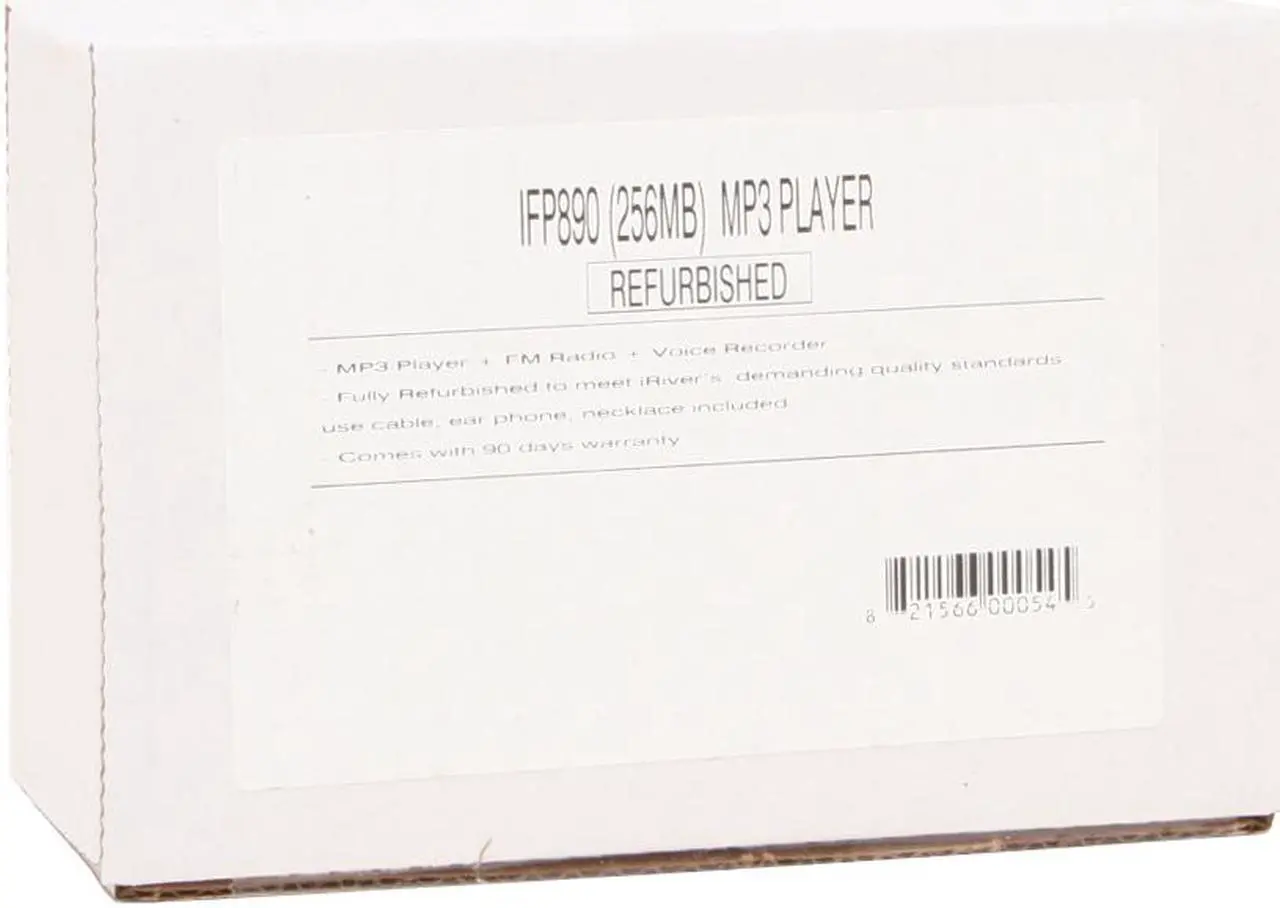 IFP890 (256MB) MP3 PLAYER
REFURBISHED
- MP3 Player + FM Radio + Voice Recorder
- Fully Refurbished to meet iRiver's demanding quality standards
use cable, ear phone, necklace included
- Comes with 90 days warranty
8 21566 00054 5